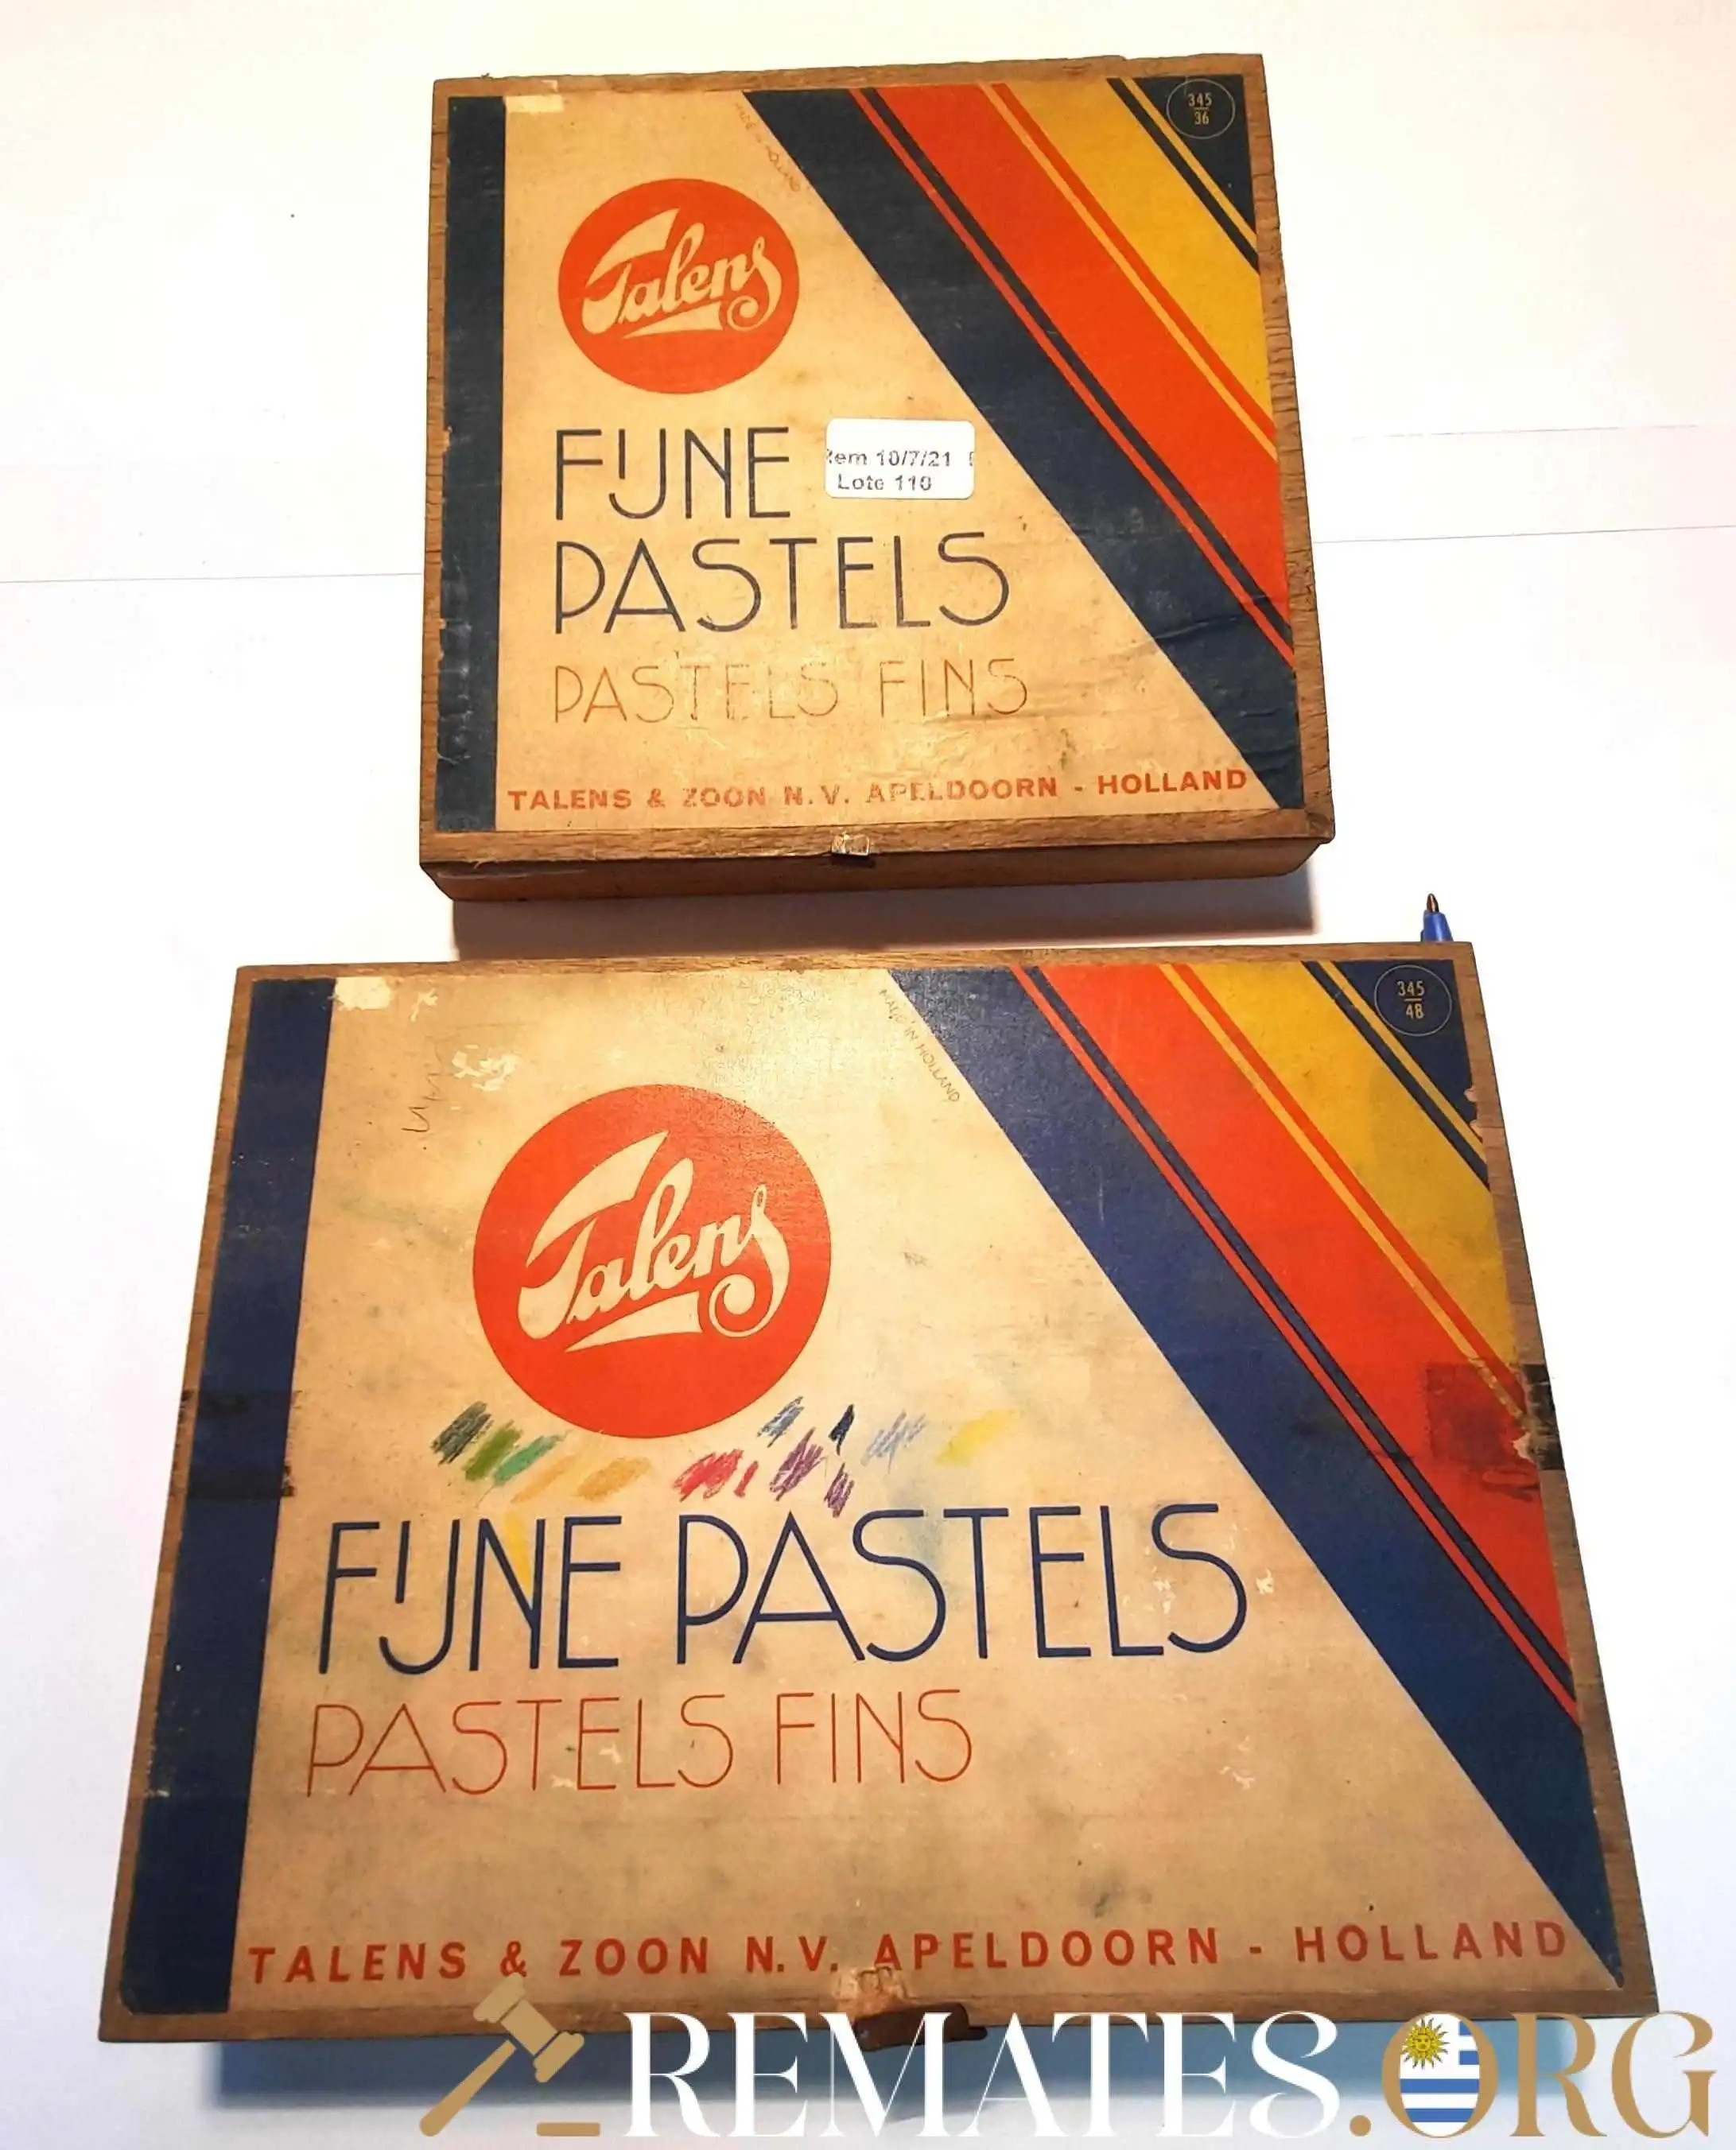 345
36
Talens
FIJNE
10/7/21
Lote 110
PASTELS
PASTELS FINS
TALENS & ZOON N.V. APELDOORN - HOLLAND
345
48
MADE IN HOLLAND
Talens
FIJNE PASTELS
PASTELS FINS
TALENS & ZOON N.V. APELDOORN - HOLLAND
REMATES.ORG